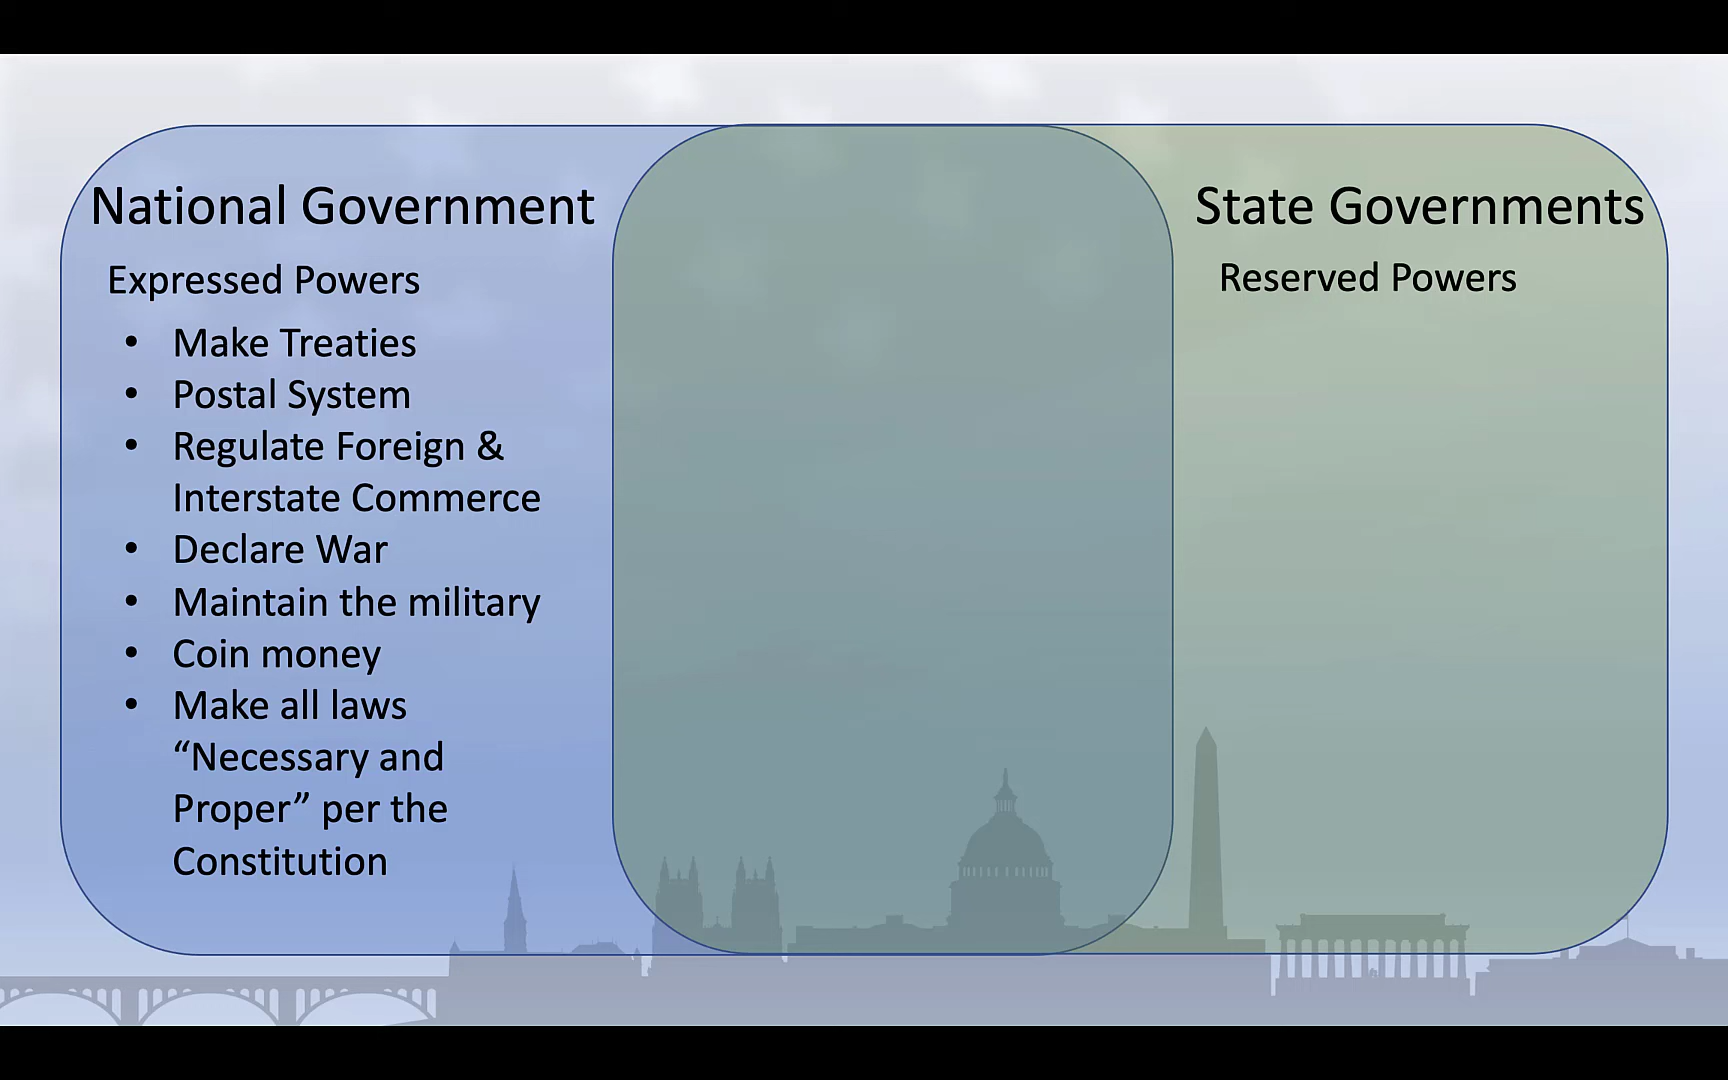 National Government
Expressed Powers
• Make Treaties
• Postal System
• Regulate Foreign &
Interstate Commerce
• Declare War
• Maintain the military
• Coin money
• Make all laws
“Necessary and
Proper” per the
Constitution
State Governments
Reserved Powers